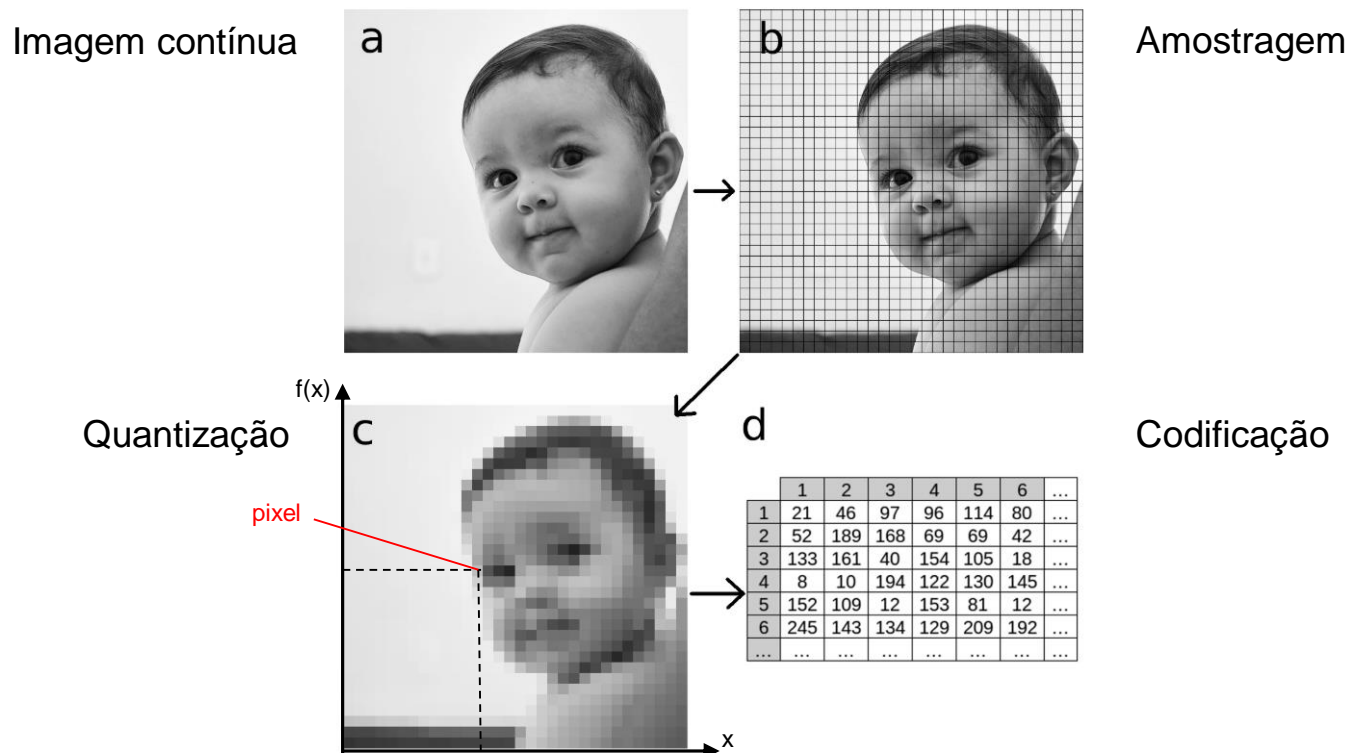 Imagem contínua
a
b
Amostragem
f(x)
Quantização
c
d
Codificação
pixel
1 2 3 4 5 6 ...
1 21 46 97 96 114 80 ...
2 52 189 168 69 69 42 ...
3 133 161 40 154 105 18 ...
4 8 10 194 122 130 145 ...
5 152 109 12 153 81 12 ...
6 245 143 134 129 209 192 ...
... ... ... ... ... ... ... ...
x